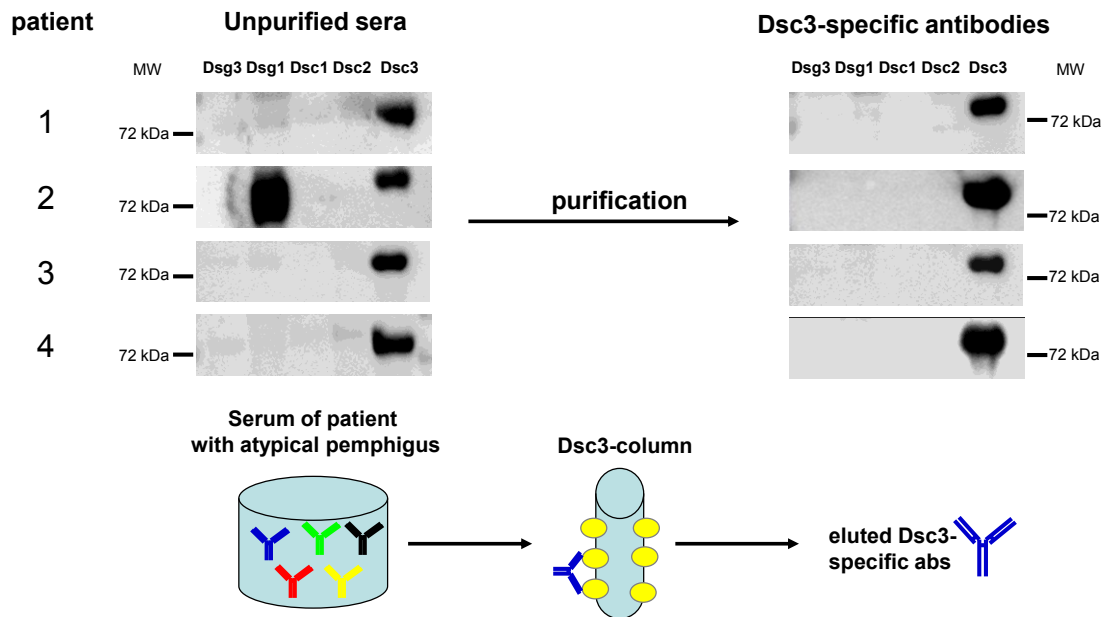 patient
Unpurified sera
Dsc3-specific antibodies
MW Dsg3 Dsg1 Dsc1 Dsc2 Dsc3
Dsg3 Dsg1 Dsc1 Dsc2 Dsc3 MW
1
72 kDa
72 kDa
2
72 kDa
purification
72 kDa
3
72 kDa
72 kDa
4
72 kDa
72 kDa
Serum of patient
with atypical pemphigus
Dsc3-column
eluted Dsc3-
specific abs